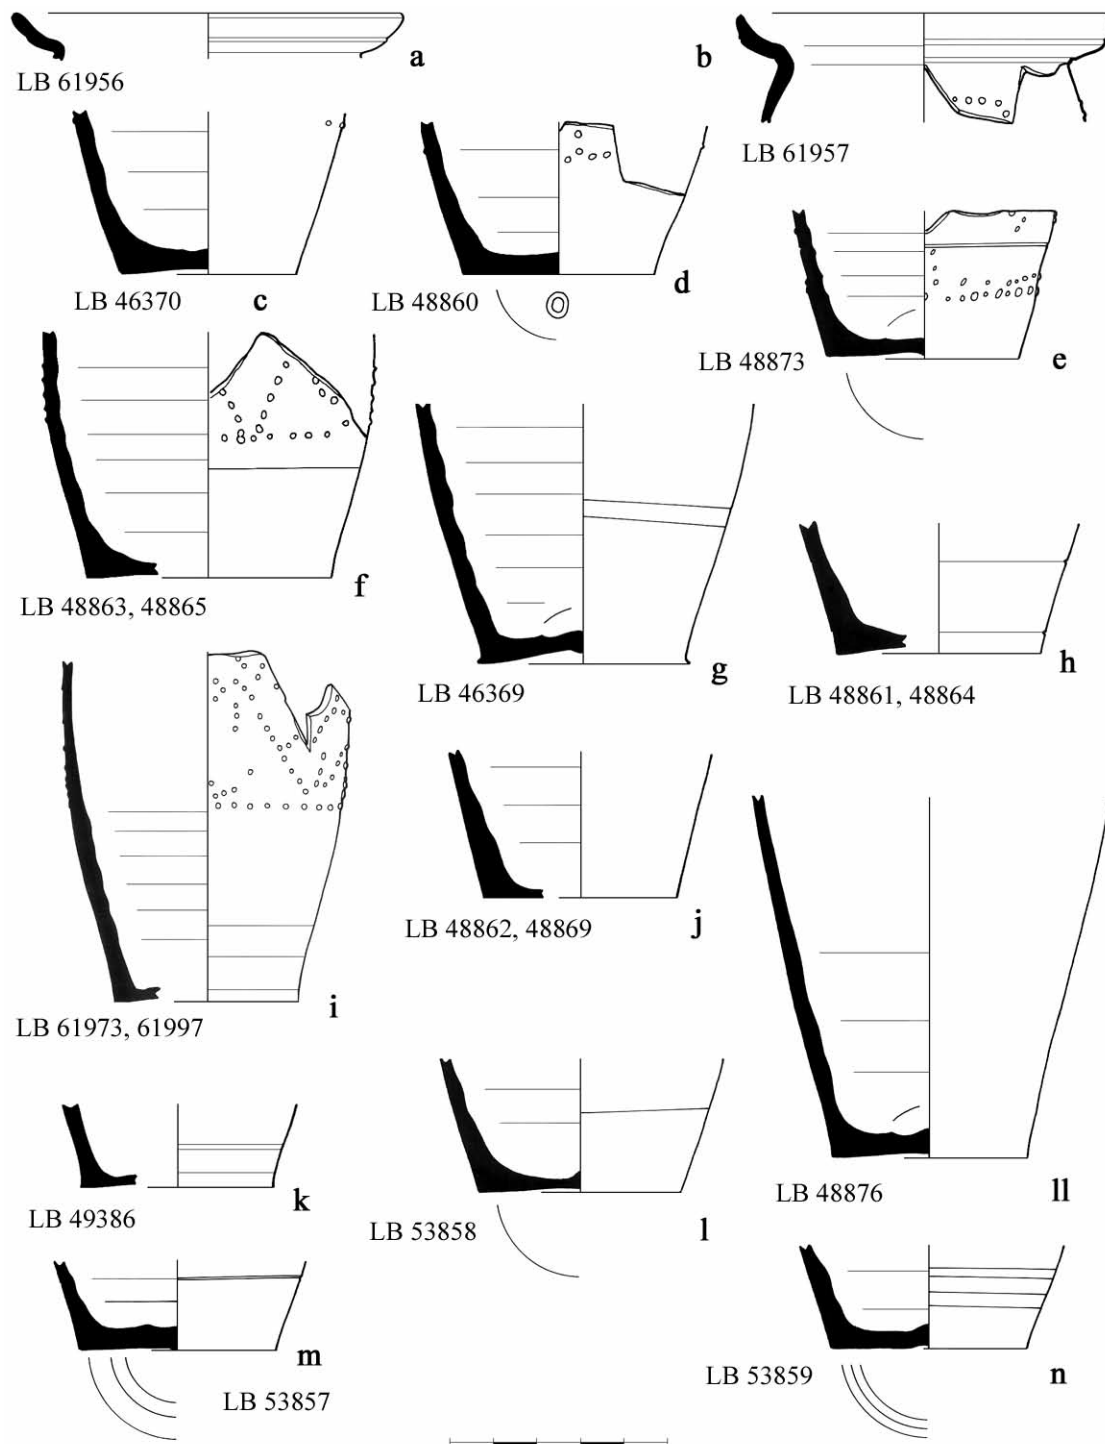 a
LB 61956
b
LB 61957
c
LB 46370
d
LB 48860
e
LB 48873
f
LB 48863, 48865
g
LB 46369
h
LB 48861, 48864
i
LB 61973, 61997
j
LB 48862, 48869
k
LB 49386
l
LB 53858
ll
LB 48876
m
LB 53857
n
LB 53859